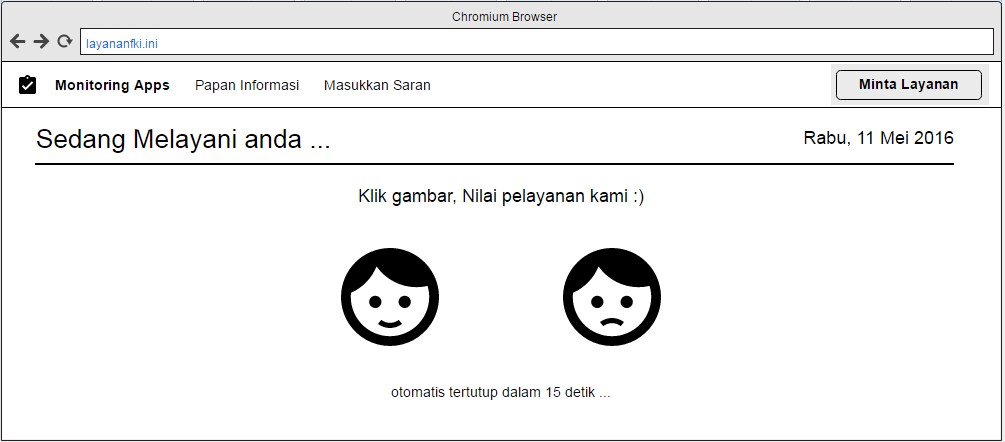 Chromium Browser
layananfki.ini
Monitoring Apps Papan Informasi Masukkan Saran Minta Layanan
Sedang Melayani anda ... Rabu, 11 Mei 2016
Klik gambar, Nilai pelayanan kami :)
otomatis tertutup dalam 15 detik ...